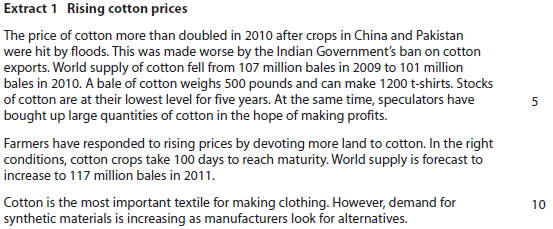 Extract 1 Rising cotton prices
The price of cotton more than doubled in 2010 after crops in China and Pakistan
were hit by floods. This was made worse by the Indian Government's ban on cotton
exports. World supply of cotton fell from 107 million bales in 2009 to 101 million
bales in 2010. A bale of cotton weighs 500 pounds and can make 1200 t-shirts. Stocks
of cotton are at their lowest level for five years. At the same time, speculators have 5
bought up large quantities of cotton in the hope of making profits.
Farmers have responded to rising prices by devoting more land to cotton. In the right
conditions, cotton crops take 100 days to reach maturity. World supply is forecast to
increase to 117 million bales in 2011.
Cotton is the most important textile for making clothing. However, demand for 10
synthetic materials is increasing as manufacturers look for alternatives.